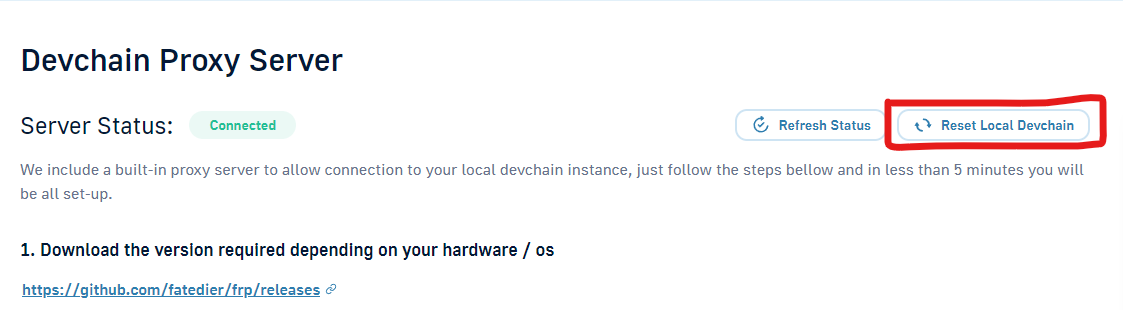 Devchain Proxy Server
Server Status: Connected Refresh Status Reset Local Devchain
We include a built-in proxy server to allow connection to your local devchain instance, just follow the steps bellow and in less than 5 minutes you will
be all set-up.
1. Download the version required depending on your hardware / os
https://github.com/fatedier/frp/releases